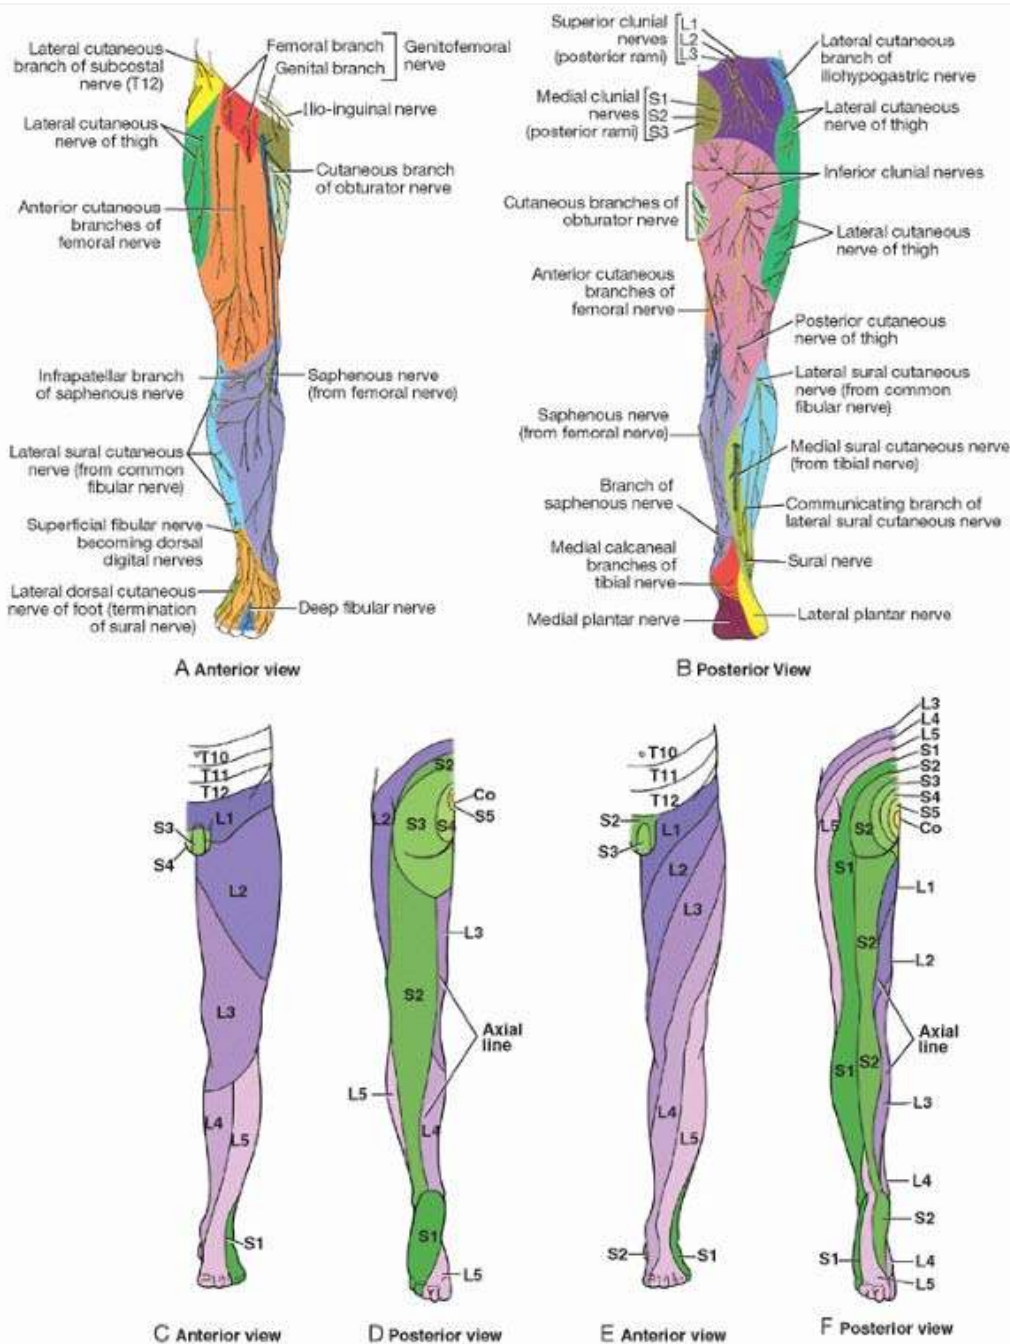 Lateral cutaneous
branch of subcostal
nerve (T12)
Femoral branch
Genital branch
Genitofemoral
nerve
Ilio-inguinal nerve
Lateral cutaneous
nerve of thigh
Cutaneous branch
of obturator nerve
Anterior cutaneous
branches of
femoral nerve
Infrapatellar branch
of saphenous nerve
Saphenous nerve
(from femoral nerve)
Lateral sural cutaneous
nerve (from common
fibular nerve)
Superficial fibular nerve
becoming dorsal
digital nerves
Lateral dorsal cutaneous
nerve of foot (termination
of sural nerve)
Deep fibular nerve
A Anterior view
Superior clunial
nerves
(posterior rami)
L1
L2
L3
Lateral cutaneous
branch of
iliohypogastric nerve
Medial clunial
nerves
(posterior rami)
S1
S2
S3
Lateral cutaneous
nerve of thigh
Inferior clunial nerves
Cutaneous branches of
obturator nerve
Lateral cutaneous
nerve of thigh
Anterior cutaneous
branches of
femoral nerve
Posterior cutaneous
nerve of thigh
Lateral sural cutaneous
nerve (from common
fibular nerve)
Saphenous nerve
(from femoral nerve)
Medial sural cutaneous nerve
(from tibial nerve)
Branch of
saphenous nerve
Communicating branch of
lateral sural cutaneous nerve
Medial calcaneal
branches of
tibial nerve
Sural nerve
Medial plantar nerve
Lateral plantar nerve
B Posterior View
T10
T11
T12
L1
S3
S4
L2
L3
L4
L5
S1
C Anterior view
S2
L2
S3
S4
Co
S5
L3
S2
Axial
line
L5
L4
S1
L5
D Posterior view
T10
T11
T12
S2
L1
S3
L2
L3
L4
L5
S2
S1
E Anterior view
L3
L4
L5
S1
S2
S3
S4
S5
Co
L5
S2
S1
L1
S2
L2
Axial
line
S1
S2
L3
L4
S2
S1
L4
L5
F Posterior view